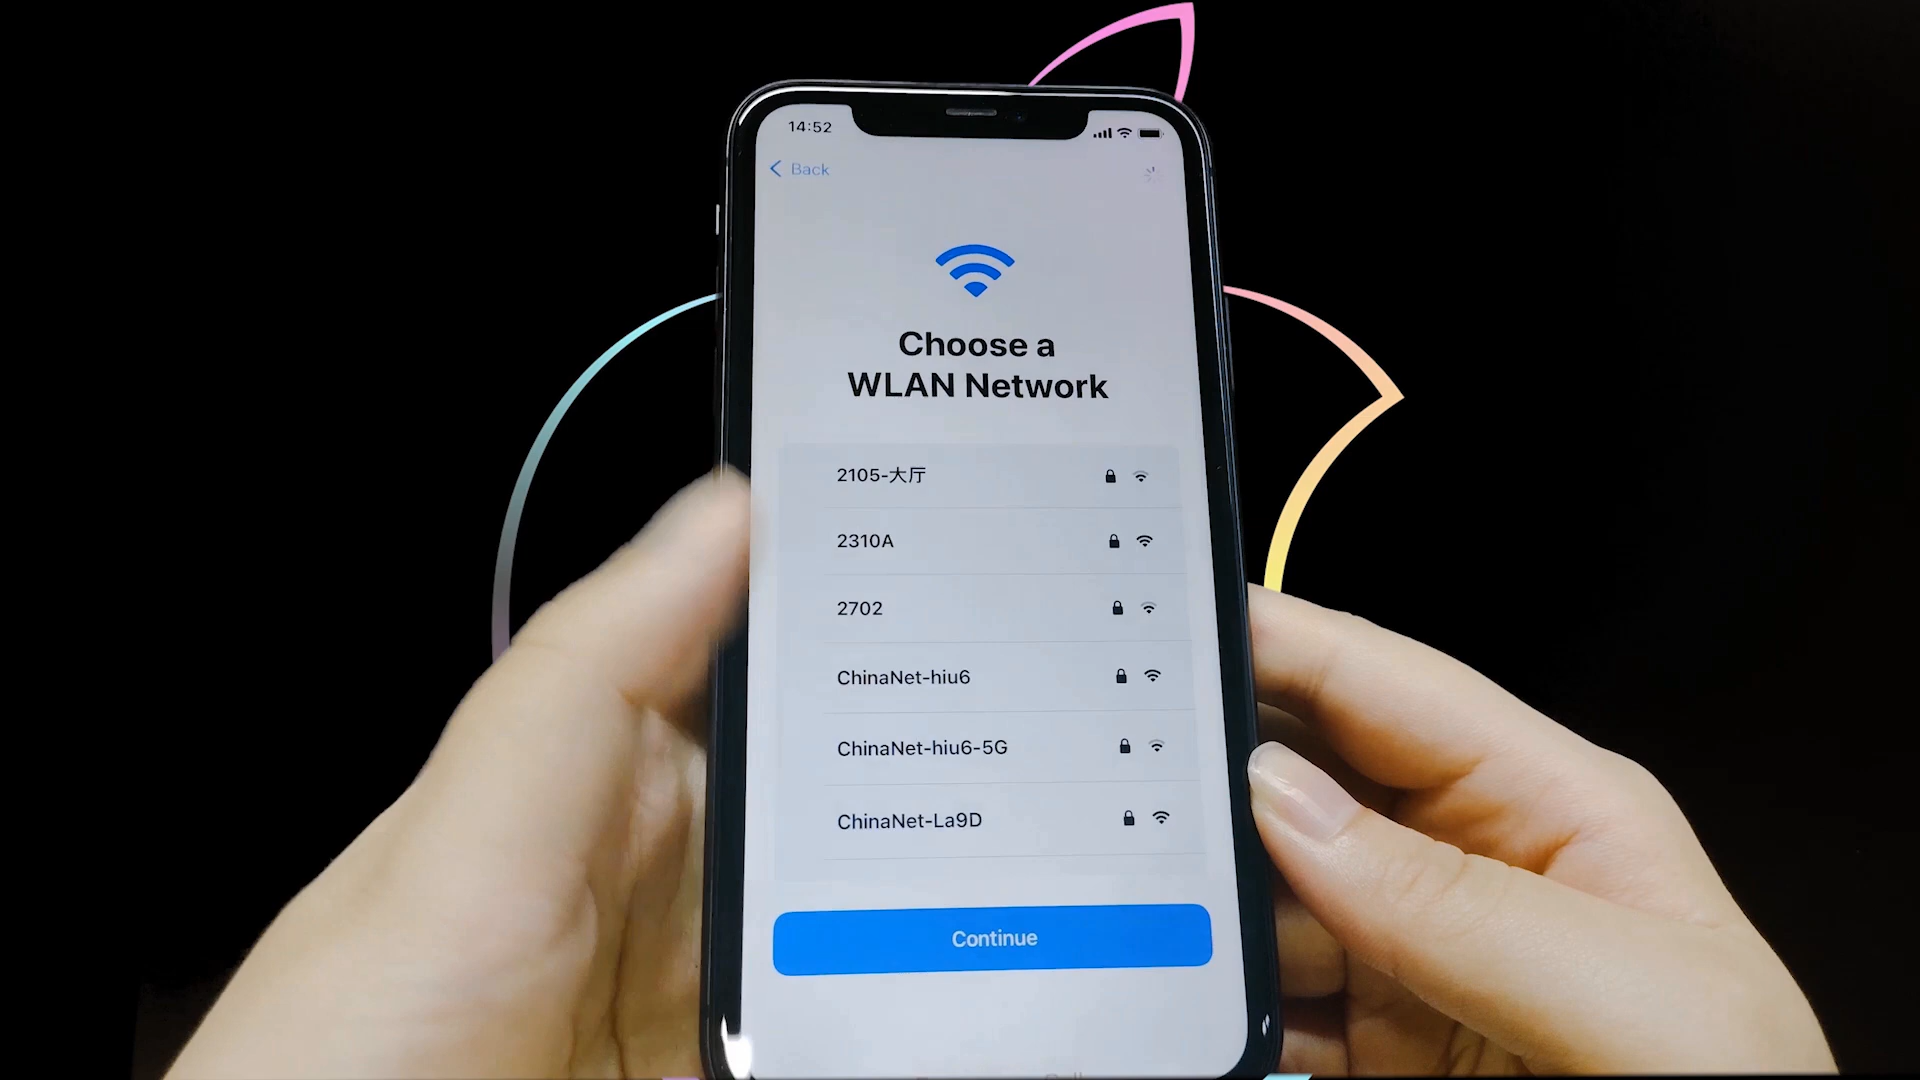 14:52
Back
Choose a
WLAN Network
2105-大厅
2310A
2702
ChinaNet-hiu6
ChinaNet-hiu6-5G
ChinaNet-La9D
Continue